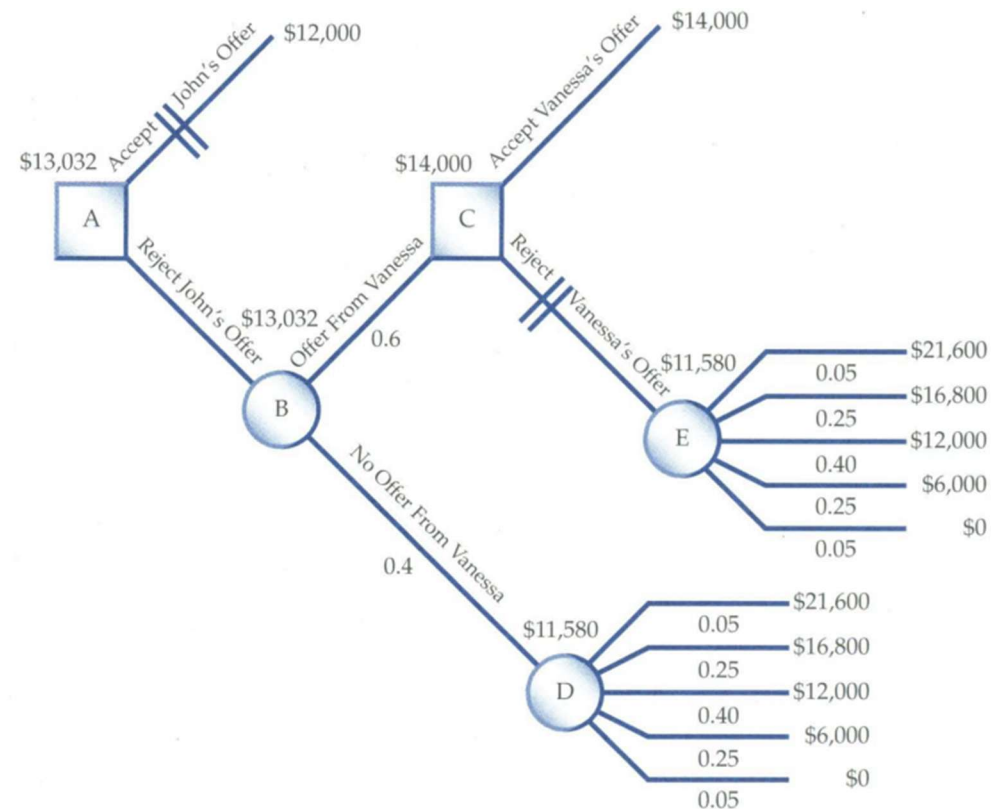 $12,000
Accept John's Offer
$13,032
A
Reject John's Offer
$13,032
B
Offer From Vanessa
0.6
$14,000
C
Accept Vanessa's Offer
$14,000
Reject Vanessa's Offer
$11,580
E
$21,600
0.05
$16,800
0.25
$12,000
0.40
$6,000
0.25
$0
0.05
No Offer From Vanessa
0.4
$11,580
D
$21,600
0.05
$16,800
0.25
$12,000
0.40
$6,000
0.25
$0
0.05